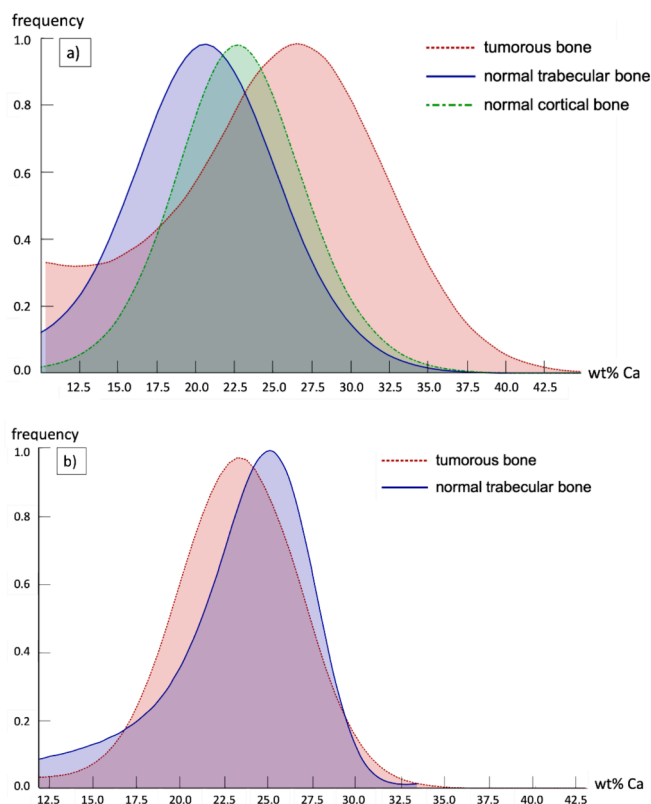 frequency
a)
tumorous bone
normal trabecular bone
normal cortical bone
1.0
0.8
0.6
0.4
0.2
0.0
12.5 15.0 17.5 20.0 22.5 25.0 27.5 30.0 32.5 35.0 37.5 40.0 42.5 wt% Ca
frequency
b)
tumorous bone
normal trabecular bone
1.0
0.8
0.6
0.4
0.2
0.0
12.5 15.0 17.5 20.0 22.5 25.0 27.5 30.0 32.5 35.0 37.5 40.0 42.5 wt% Ca